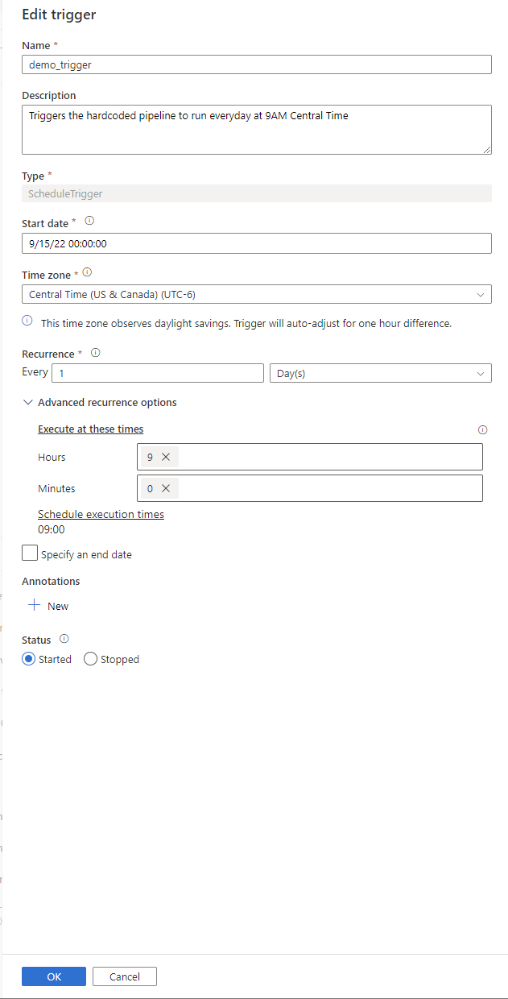 Edit trigger
Name *
demo_trigger
Description
Triggers the hardcoded pipeline to run everyday at 9AM Central Time
Type *
ScheduleTrigger
Start date *
9/15/22 00:00:00
Time zone *
Central Time (US & Canada) (UTC-6)
This time zone observes daylight savings. Trigger will auto-adjust for one hour difference.
Recurrence *
Every 1 Day(s)
Advanced recurrence options
Execute at these times
Hours 9
Minutes 0
Schedule execution times
09:00
Specify an end date
Annotations
New
Status
Started Stopped
OK Cancel